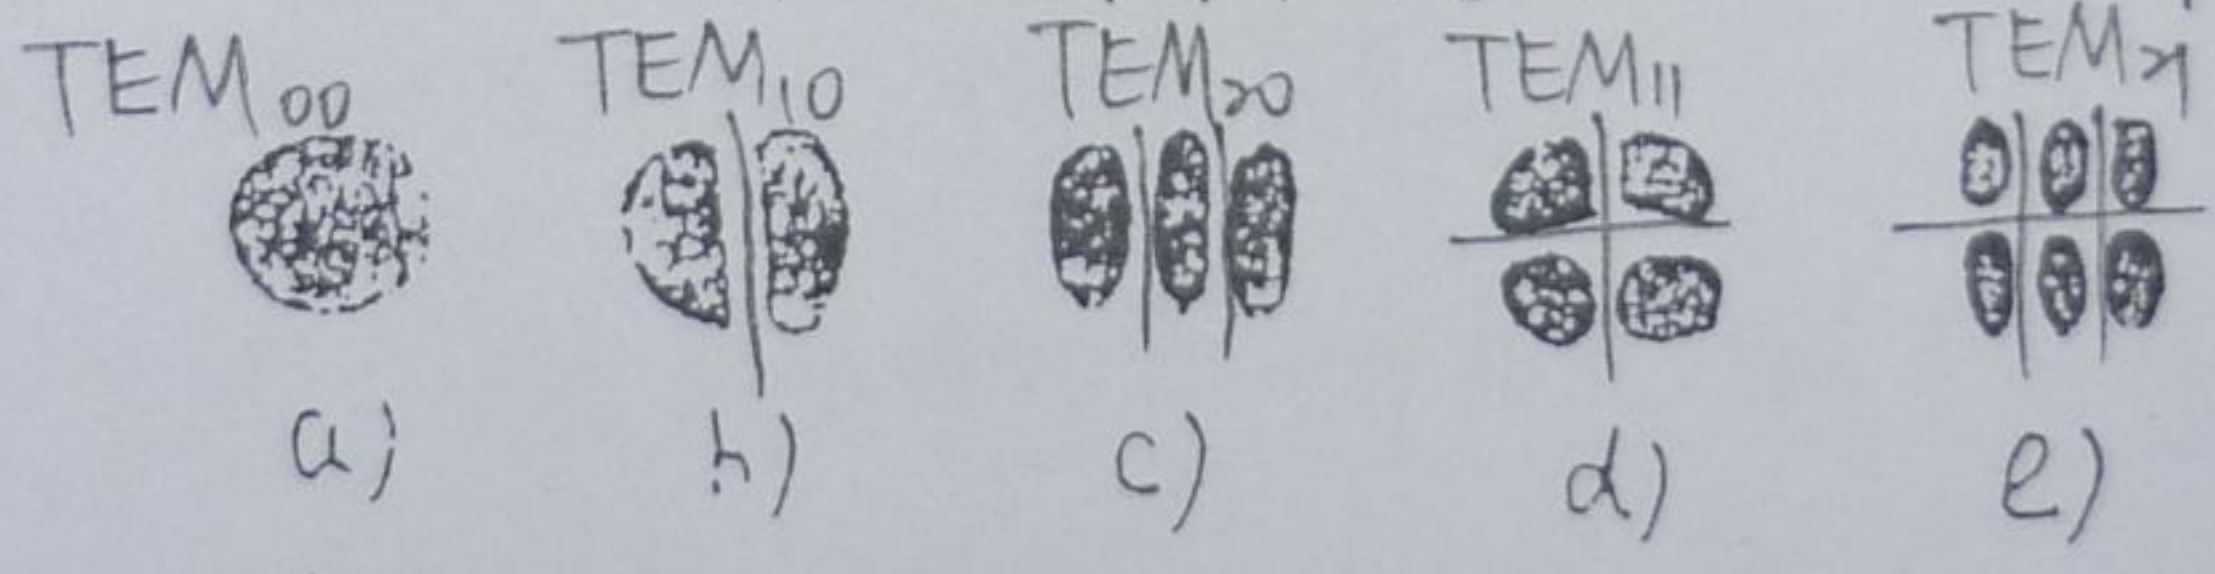 TEM00 TEM10 TEM20 TEM11 TEM21
a) b) c) d) e)